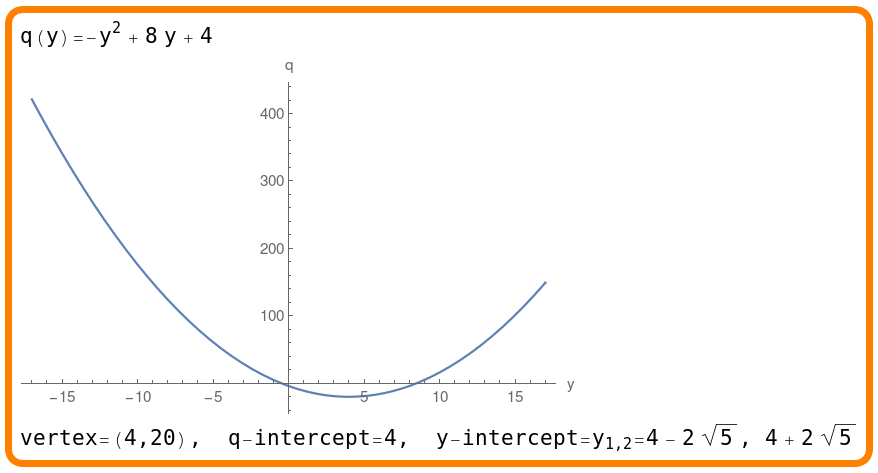 q(y)=-y² + 8 y + 4
q
400
300
200
100
-15 -10 -5 5 10 15 y
vertex=(4,20), q-intercept=4, y-intercept=y₁,₂=4 - 2 √5, 4 + 2 √5